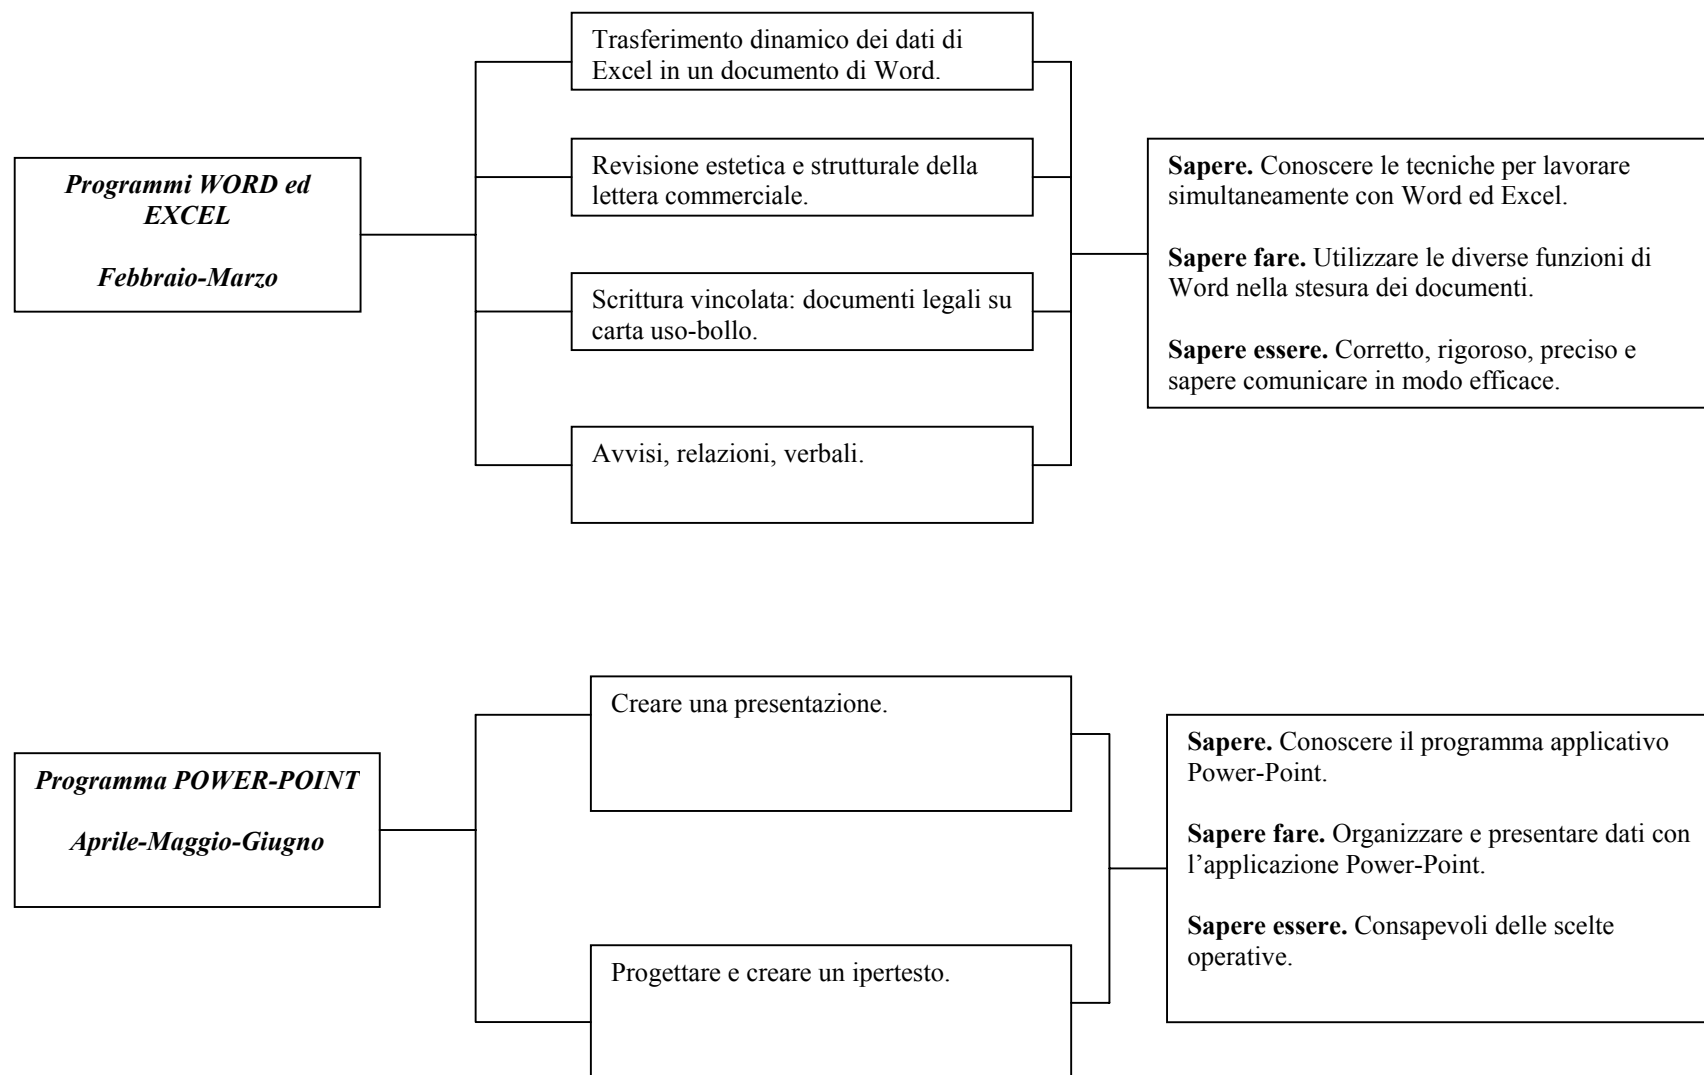 Programmi WORD ed
EXCEL
Febbraio-Marzo
Trasferimento dinamico dei dati di
Excel in un documento di Word.
Revisione estetica e strutturale della
lettera commerciale.
Scrittura vincolata: documenti legali su
carta uso-bollo.
Avvisi, relazioni, verbali.
Sapere. Conoscere le tecniche per lavorare
simultaneamente con Word ed Excel.
Sapere fare. Utilizzare le diverse funzioni di
Word nella stesura dei documenti.
Sapere essere. Corretto, rigoroso, preciso e
sapere comunicare in modo efficace.
Programma POWER-POINT
Aprile-Maggio-Giugno
Creare una presentazione.
Progettare e creare un ipertesto.
Sapere. Conoscere il programma applicativo
Power-Point.
Sapere fare. Organizzare e presentare dati con
l’applicazione Power-Point.
Sapere essere. Consapevoli delle scelte
operative.